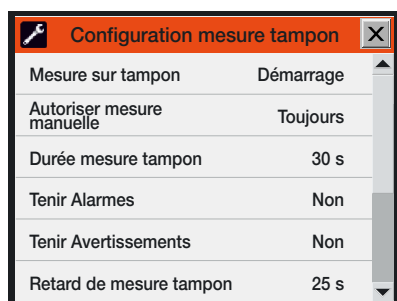 Configuration mesure tampon
Mesure sur tampon Démarrage
Autoriser mesure
manuelle Toujours
Durée mesure tampon 30 s
Tenir Alarmes Non
Tenir Avertissements Non
Retard de mesure tampon 25 s